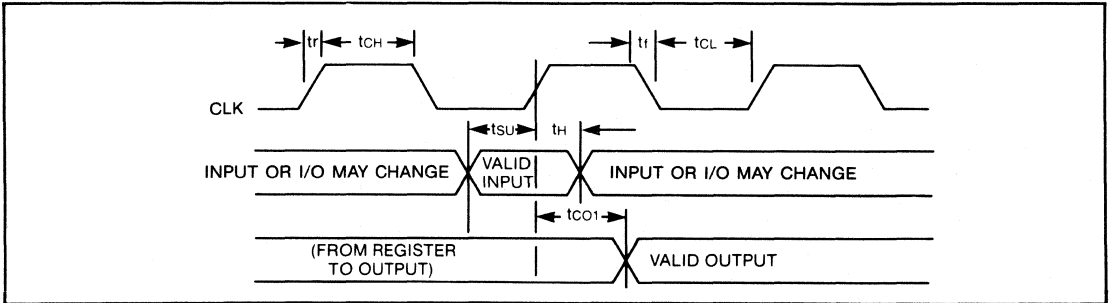 tr tCH tf tCL
CLK
tSU tH
INPUT OR I/O MAY CHANGE VALID INPUT INPUT OR I/O MAY CHANGE
tCO1
(FROM REGISTER TO OUTPUT) VALID OUTPUT